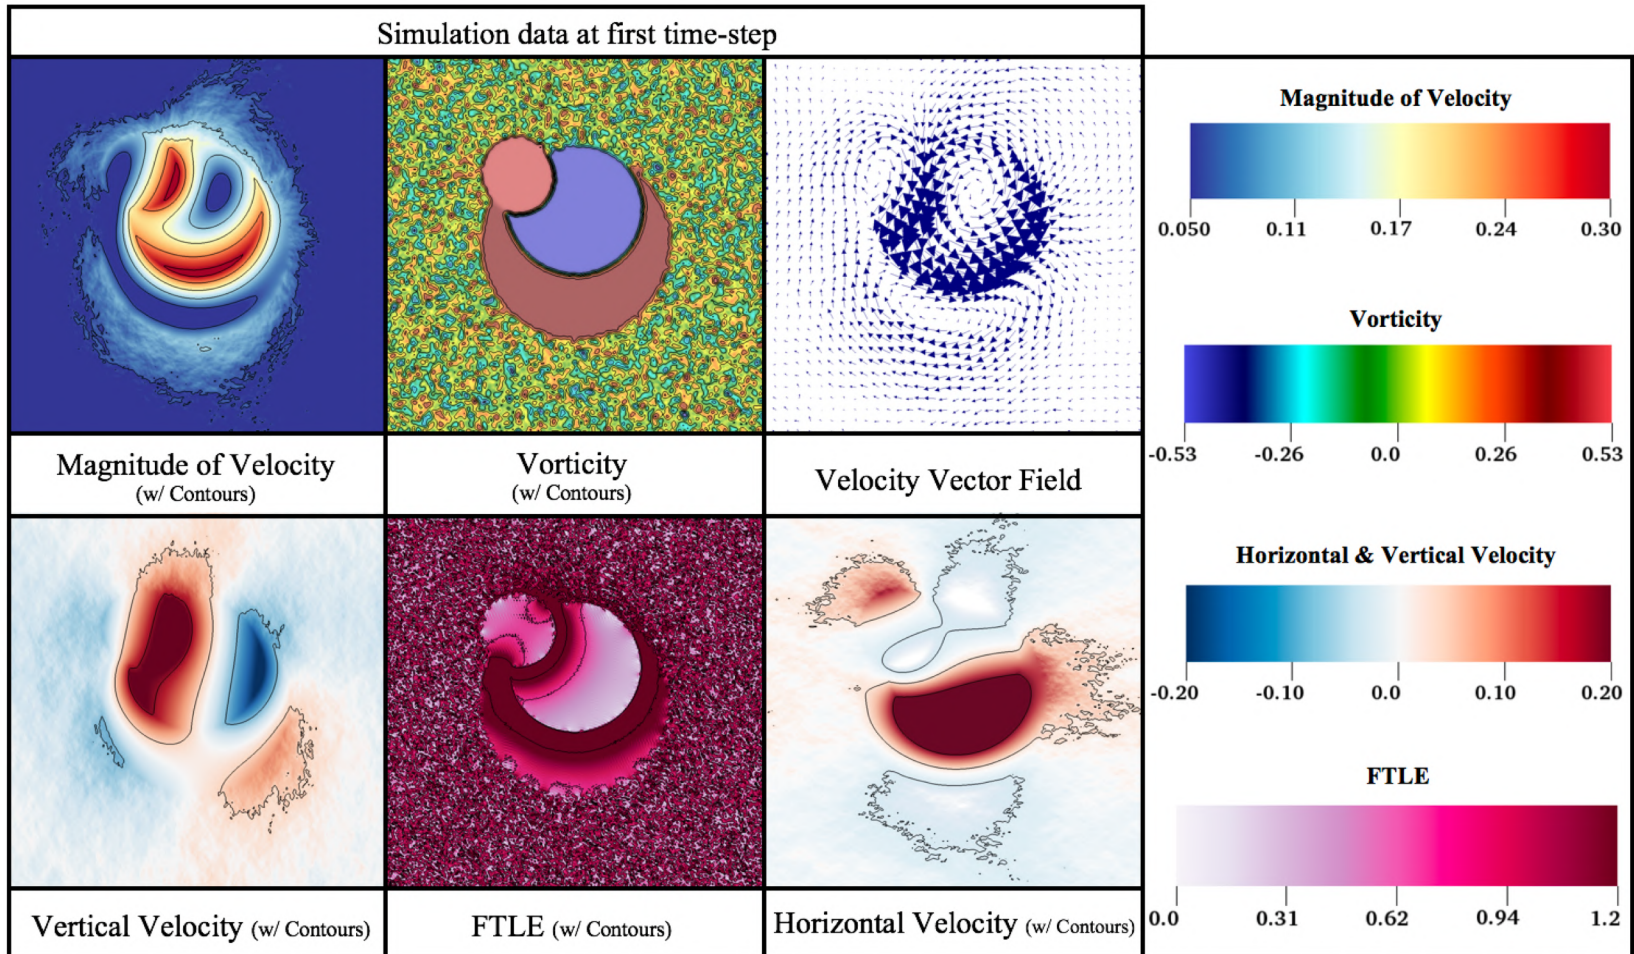 Simulation data at first time-step
Magnitude of Velocity
(w/ Contours)
Vorticity
(w/ Contours)
Velocity Vector Field
Vertical Velocity (w/ Contours)
FTLE (w/ Contours)
Horizontal Velocity (w/ Contours)
Magnitude of Velocity
0.050 0.11 0.17 0.24 0.30
Vorticity
-0.53 -0.26 0.0 0.26 0.53
Horizontal & Vertical Velocity
-0.20 -0.10 0.0 0.10 0.20
FTLE
0.0 0.31 0.62 0.94 1.2